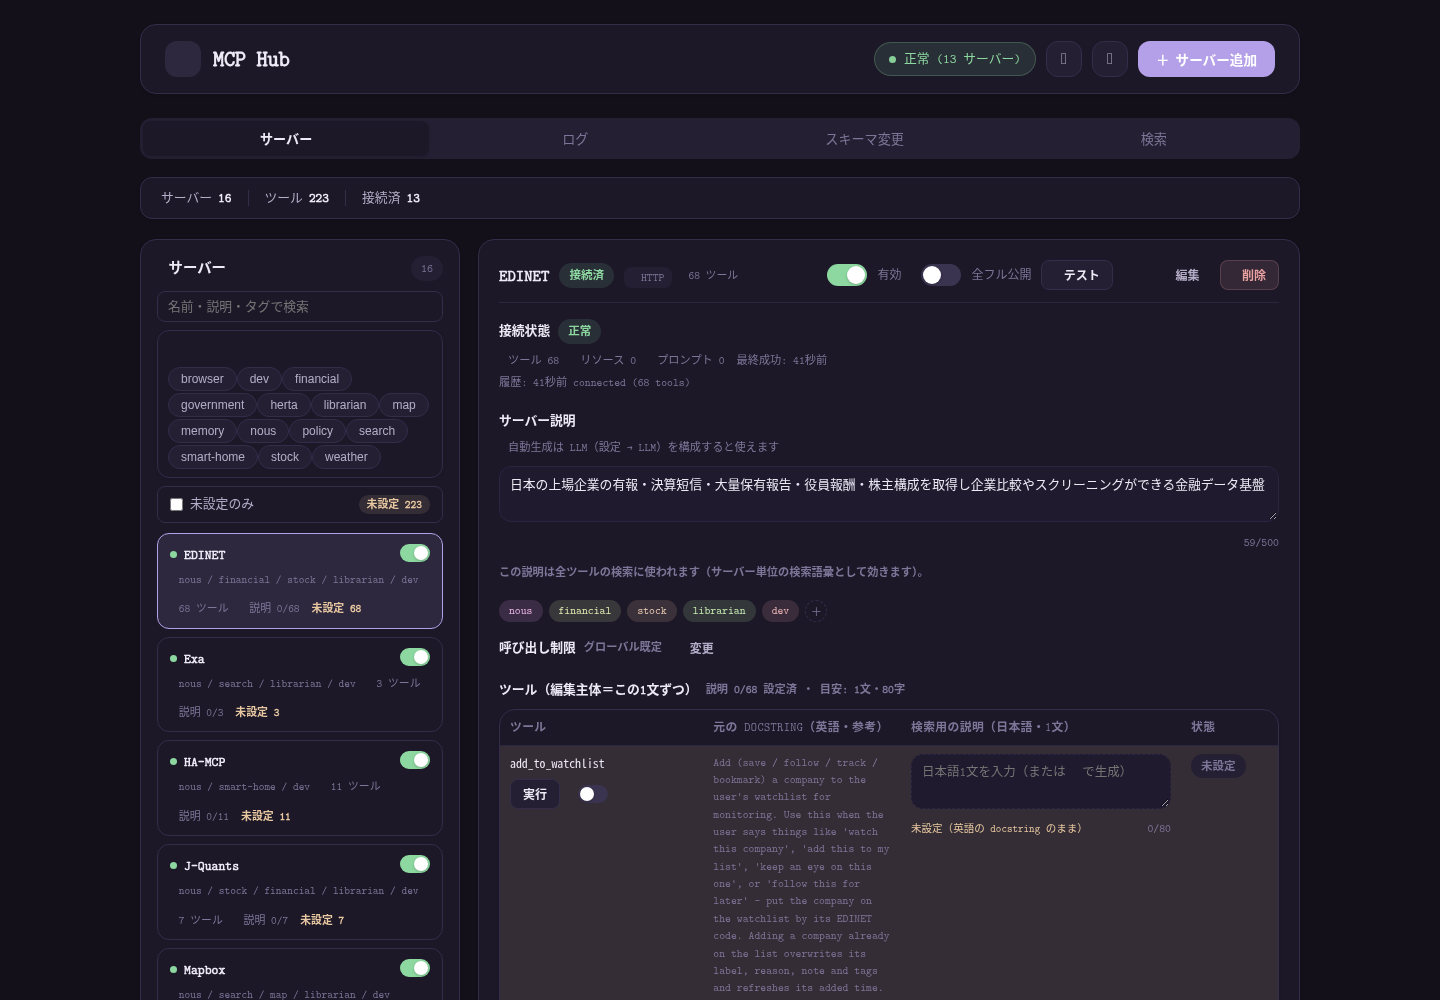 MCP Hub
正常 (13 サーバー)
＋ サーバー追加
サーバー
ログ
スキーマ変更
検索
サーバー 16
ツール 223
接続済 13
サーバー
16
名前・説明・タグで検索
browser
dev
financial
government
herta
librarian
map
memory
nous
policy
search
smart-home
stock
weather
未設定のみ
未設定 223
EDINET
nous / financial / stock / librarian / dev
68 ツール 説明 0/68 未設定 68
Exa
nous / search / librarian / dev 3 ツール
説明 0/3 未設定 3
HA-MCP
nous / smart-home / dev 11 ツール
説明 0/11 未設定 11
J-Quants
nous / stock / financial / librarian / dev
7 ツール 説明 0/7 未設定 7
Mapbox
nous / search / map / librarian / dev
EDINET
接続済
HTTP
68 ツール
有効
全フル公開
テスト
編集
削除
接続状態 正常
ツール 68 リソース 0 プロンプト 0 最終成功: 41秒前
履歴: 41秒前 connected (68 tools)
サーバー説明
自動生成は LLM（設定 → LLM）を構成すると使えます
日本の上場企業の有報・決算短信・大量保有報告・役員報酬・株主構成を取得し企業比較やスクリーニングができる金融データ基盤
59/500
この説明は全ツールの検索に使われます（サーバー単位の検索語彙として効きます）。
nous
financial
stock
librarian
dev
+
呼び出し制限 グローバル既定 変更
ツール（編集主体＝この1文ずつ） 説明 0/68 設定済 ・ 目安: 1文・80字
ツール
元の DOCSTRING（英語・参考）
検索用の説明（日本語・1文）
状態
add_to_watchlist
実行
Add (save / follow / track /
bookmark) a company to the
user's watchlist for
monitoring. Use this when the
user says things like 'watch
this company', 'add this to my
list', 'keep an eye on this
one', or 'follow this for
later' — put the company on
the watchlist by its EDINET
code. Adding a company already
on the list overwrites its
label, reason, note and tags
and refreshes its added time.
日本語1文を入力（または で生成）
未設定（英語の docstring のまま）
0/80
未設定